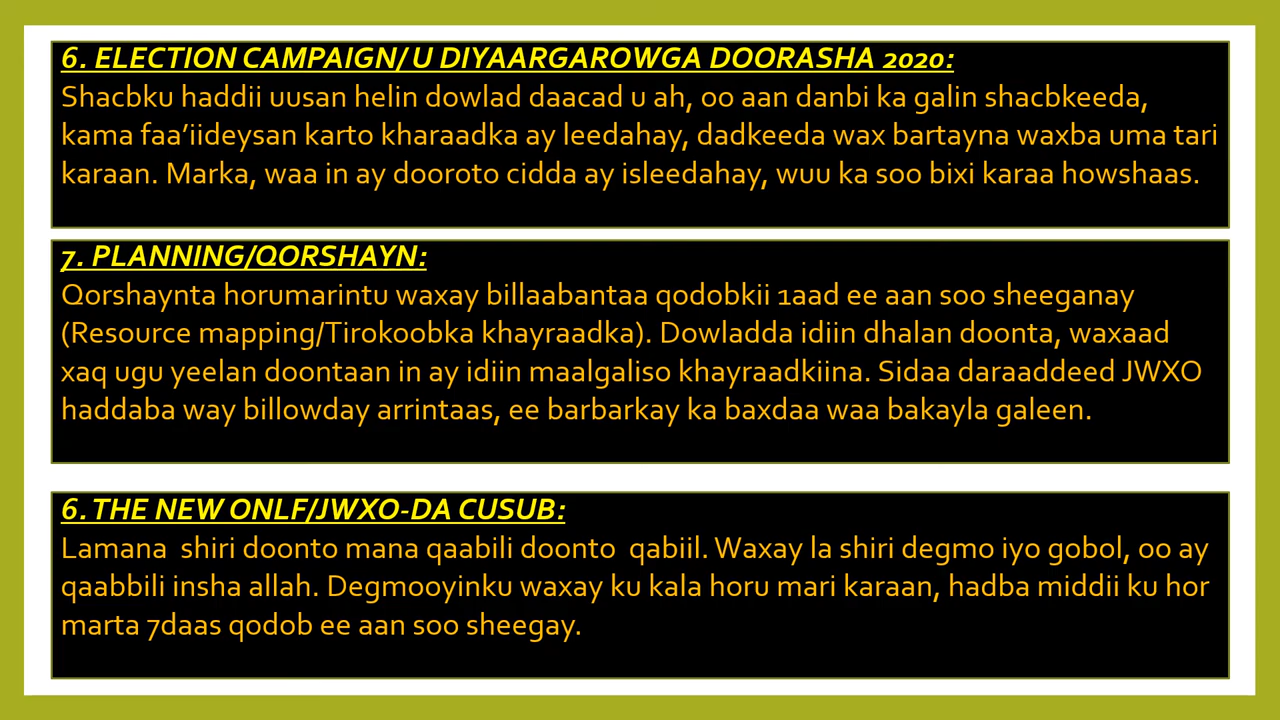 6. ELECTION CAMPAIGN/ U DIYAARGAROWGA DOORASHA 2020:
Shacbku haddii uusan helin dowlad daacad u ah, oo aan danbi ka galin shacbkeeda,
kama faa’iideysan karto kharaadka ay leedahay, dadkeeda wax bartayna waxba uma tari
karaan. Marka, waa in ay dooroto cidda ay isleedahay, wuu ka soo bixi karaa howshaas.
7. PLANNING/QORSHAYN:
Qorshaynta horumarintu waxay billaabantaa qodobkii 1aad ee aan soo sheeganay
(Resource mapping/Tirokoobka khayraadka). Dowladda idiin dhalan doonta, waxaad
xaq ugu yeelan doontaan in ay idiin maalgaliso khayraadkiina. Sidaa daraaddeed JWXO
haddaba way billowday arrintaas, ee barbarkay ka baxdaa waa bakayla galeen.
6. THE NEW ONLF/JWXO-DA CUSUB:
Lamana shiri doonto mana qaabili doonto qabiil. Waxay la shiri degmo iyo gobol, oo ay
qaabbili insha allah. Degmooyinku waxay ku kala horu mari karaan, hadba middii ku hor
marta 7daas qodob ee aan soo sheegay.